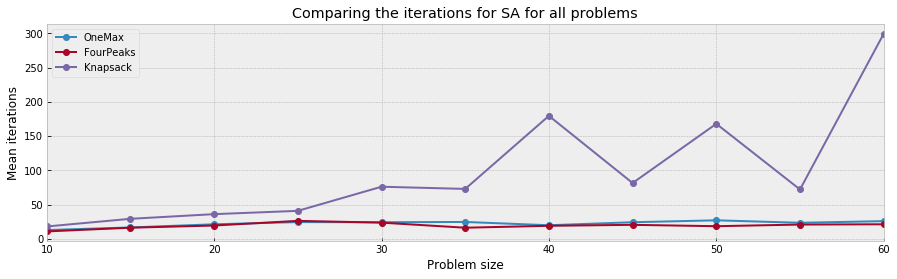 Comparing the iterations for SA for all problems
300
250
200
150
100
50
0
Mean iterations
OneMax
FourPeaks
Knapsack
10 20 30 40 50 60
Problem size